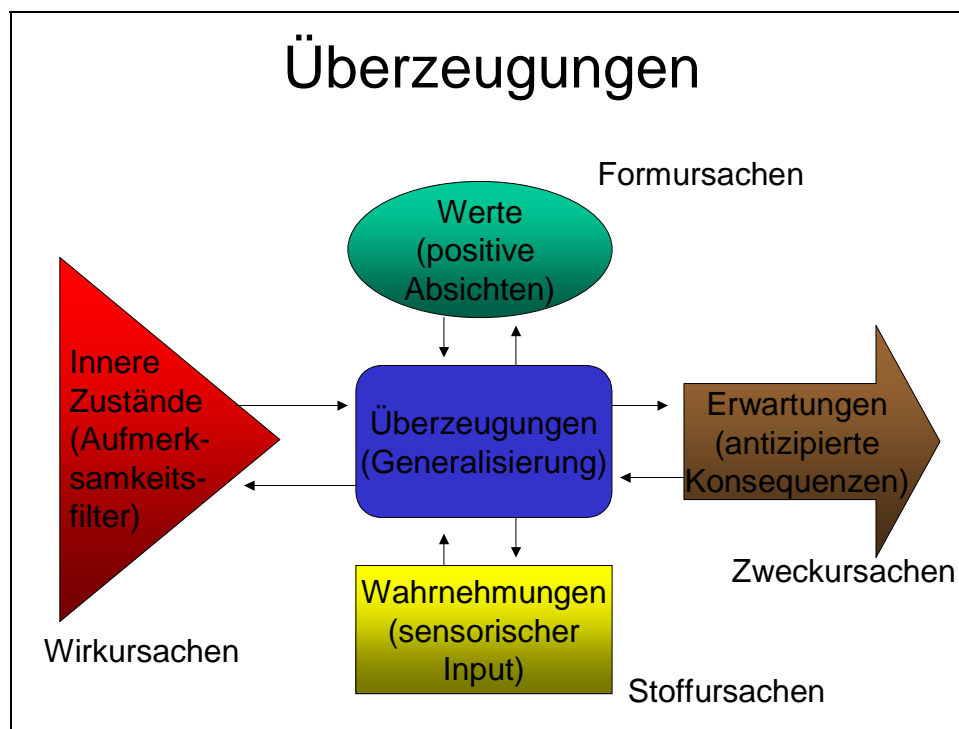 Überzeugungen
Formursachen
Werte
(positive
Absichten)
Innere
Zustände
(Aufmerk-
samkeits-
filter)
Überzeugungen
(Generalisierung)
Erwartungen
(antizipierte
Konsequenzen)
Zweckursachen
Wahrnehmungen
(sensorischer
Input)
Wirkursachen
Stoffursachen